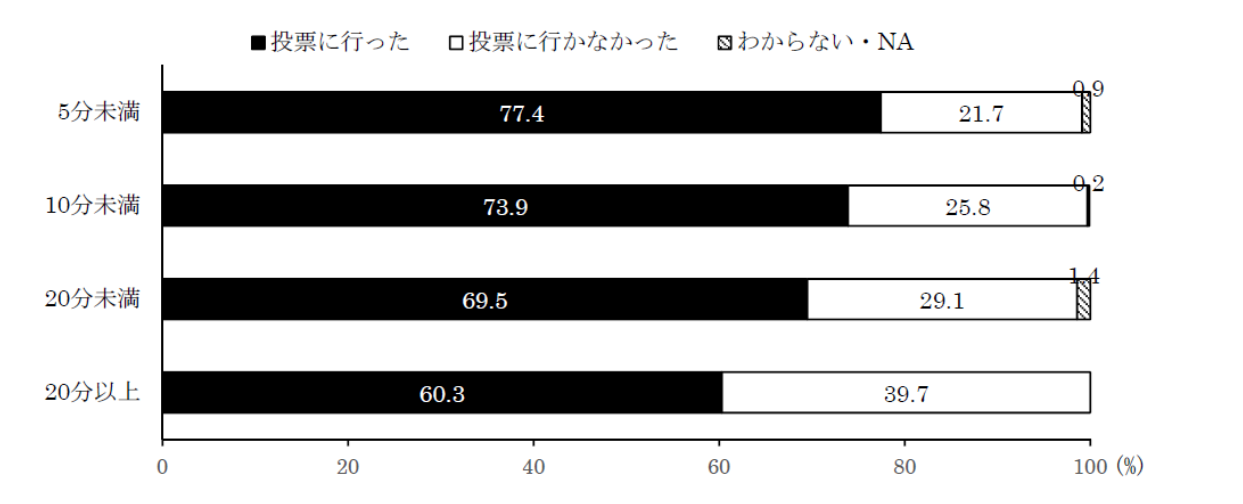 ■投票に行った □投票に行かなかった ▧わからない・NA
0.9
5分未満 77.4 21.7
0.2
10分未満 73.9 25.8
1.4
20分未満 69.5 29.1
20分以上 60.3 39.7
0 20 40 60 80 100 (%)